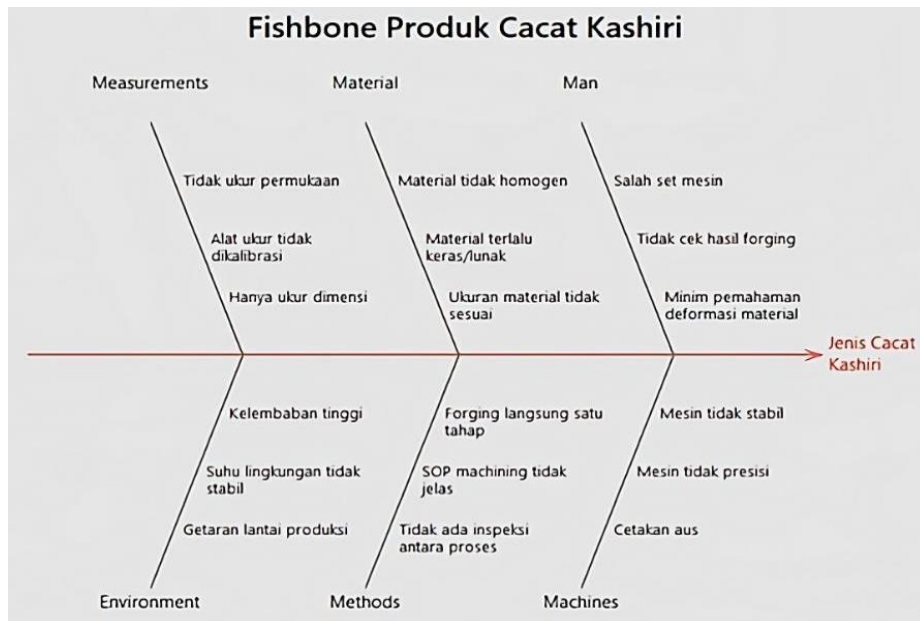 Fishbone Produk Cacat Kashiri
Measurements
Material
Man
Tidak ukur permukaan
Material tidak homogen
Salah set mesin
Alat ukur tidak
dikalibrasi
Material terlalu
keras/lunak
Tidak cek hasil forging
Hanya ukur dimensi
Ukuran material tidak
sesuai
Minim pemahaman
deformasi material
Jenis Cacat
Kashiri
Kelembaban tinggi
Forging langsung satu
tahap
Mesin tidak stabil
Suhu lingkungan tidak
stabil
SOP machining tidak
jelas
Mesin tidak presisi
Getaran lantai produksi
Tidak ada inspeksi
antara proses
Cetakan aus
Environment
Methods
Machines